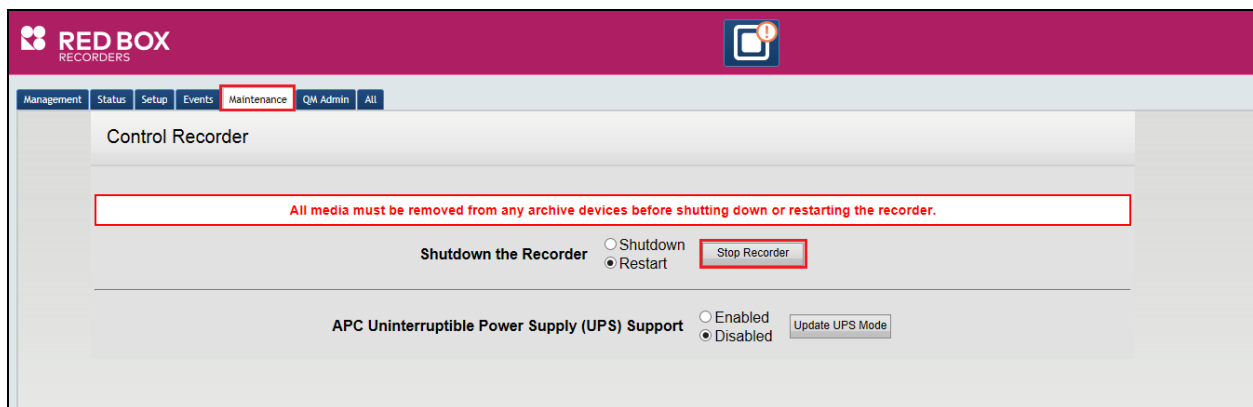 RED BOX
RECORDERS
Management Status Setup Events Maintenance QM Admin All
Control Recorder
All media must be removed from any archive devices before shutting down or restarting the recorder.
Shutdown the Recorder
Shutdown
Restart
Stop Recorder
APC Uninterruptible Power Supply (UPS) Support
Enabled
Disabled
Update UPS Mode